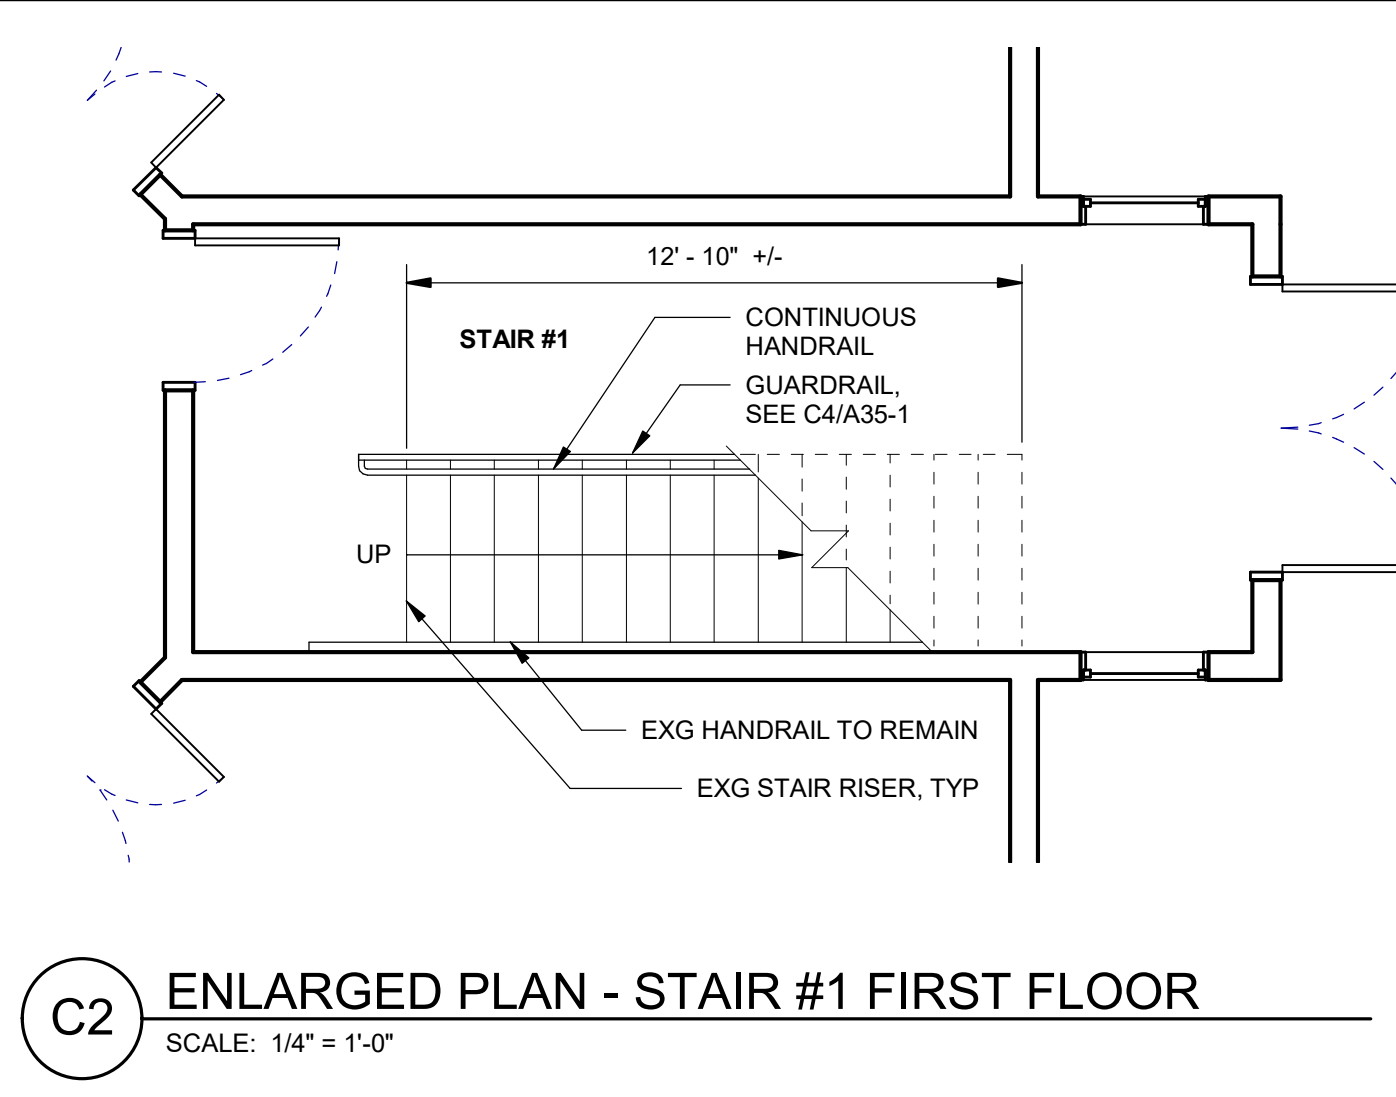 12' - 10" +/-
STAIR #1
CONTINUOUS
HANDRAIL
GUARDRAIL,
SEE C4/A35-1
UP
EXG HANDRAIL TO REMAIN
EXG STAIR RISER, TYP
C2
ENLARGED PLAN - STAIR #1 FIRST FLOOR
SCALE: 1/4" = 1'-0"